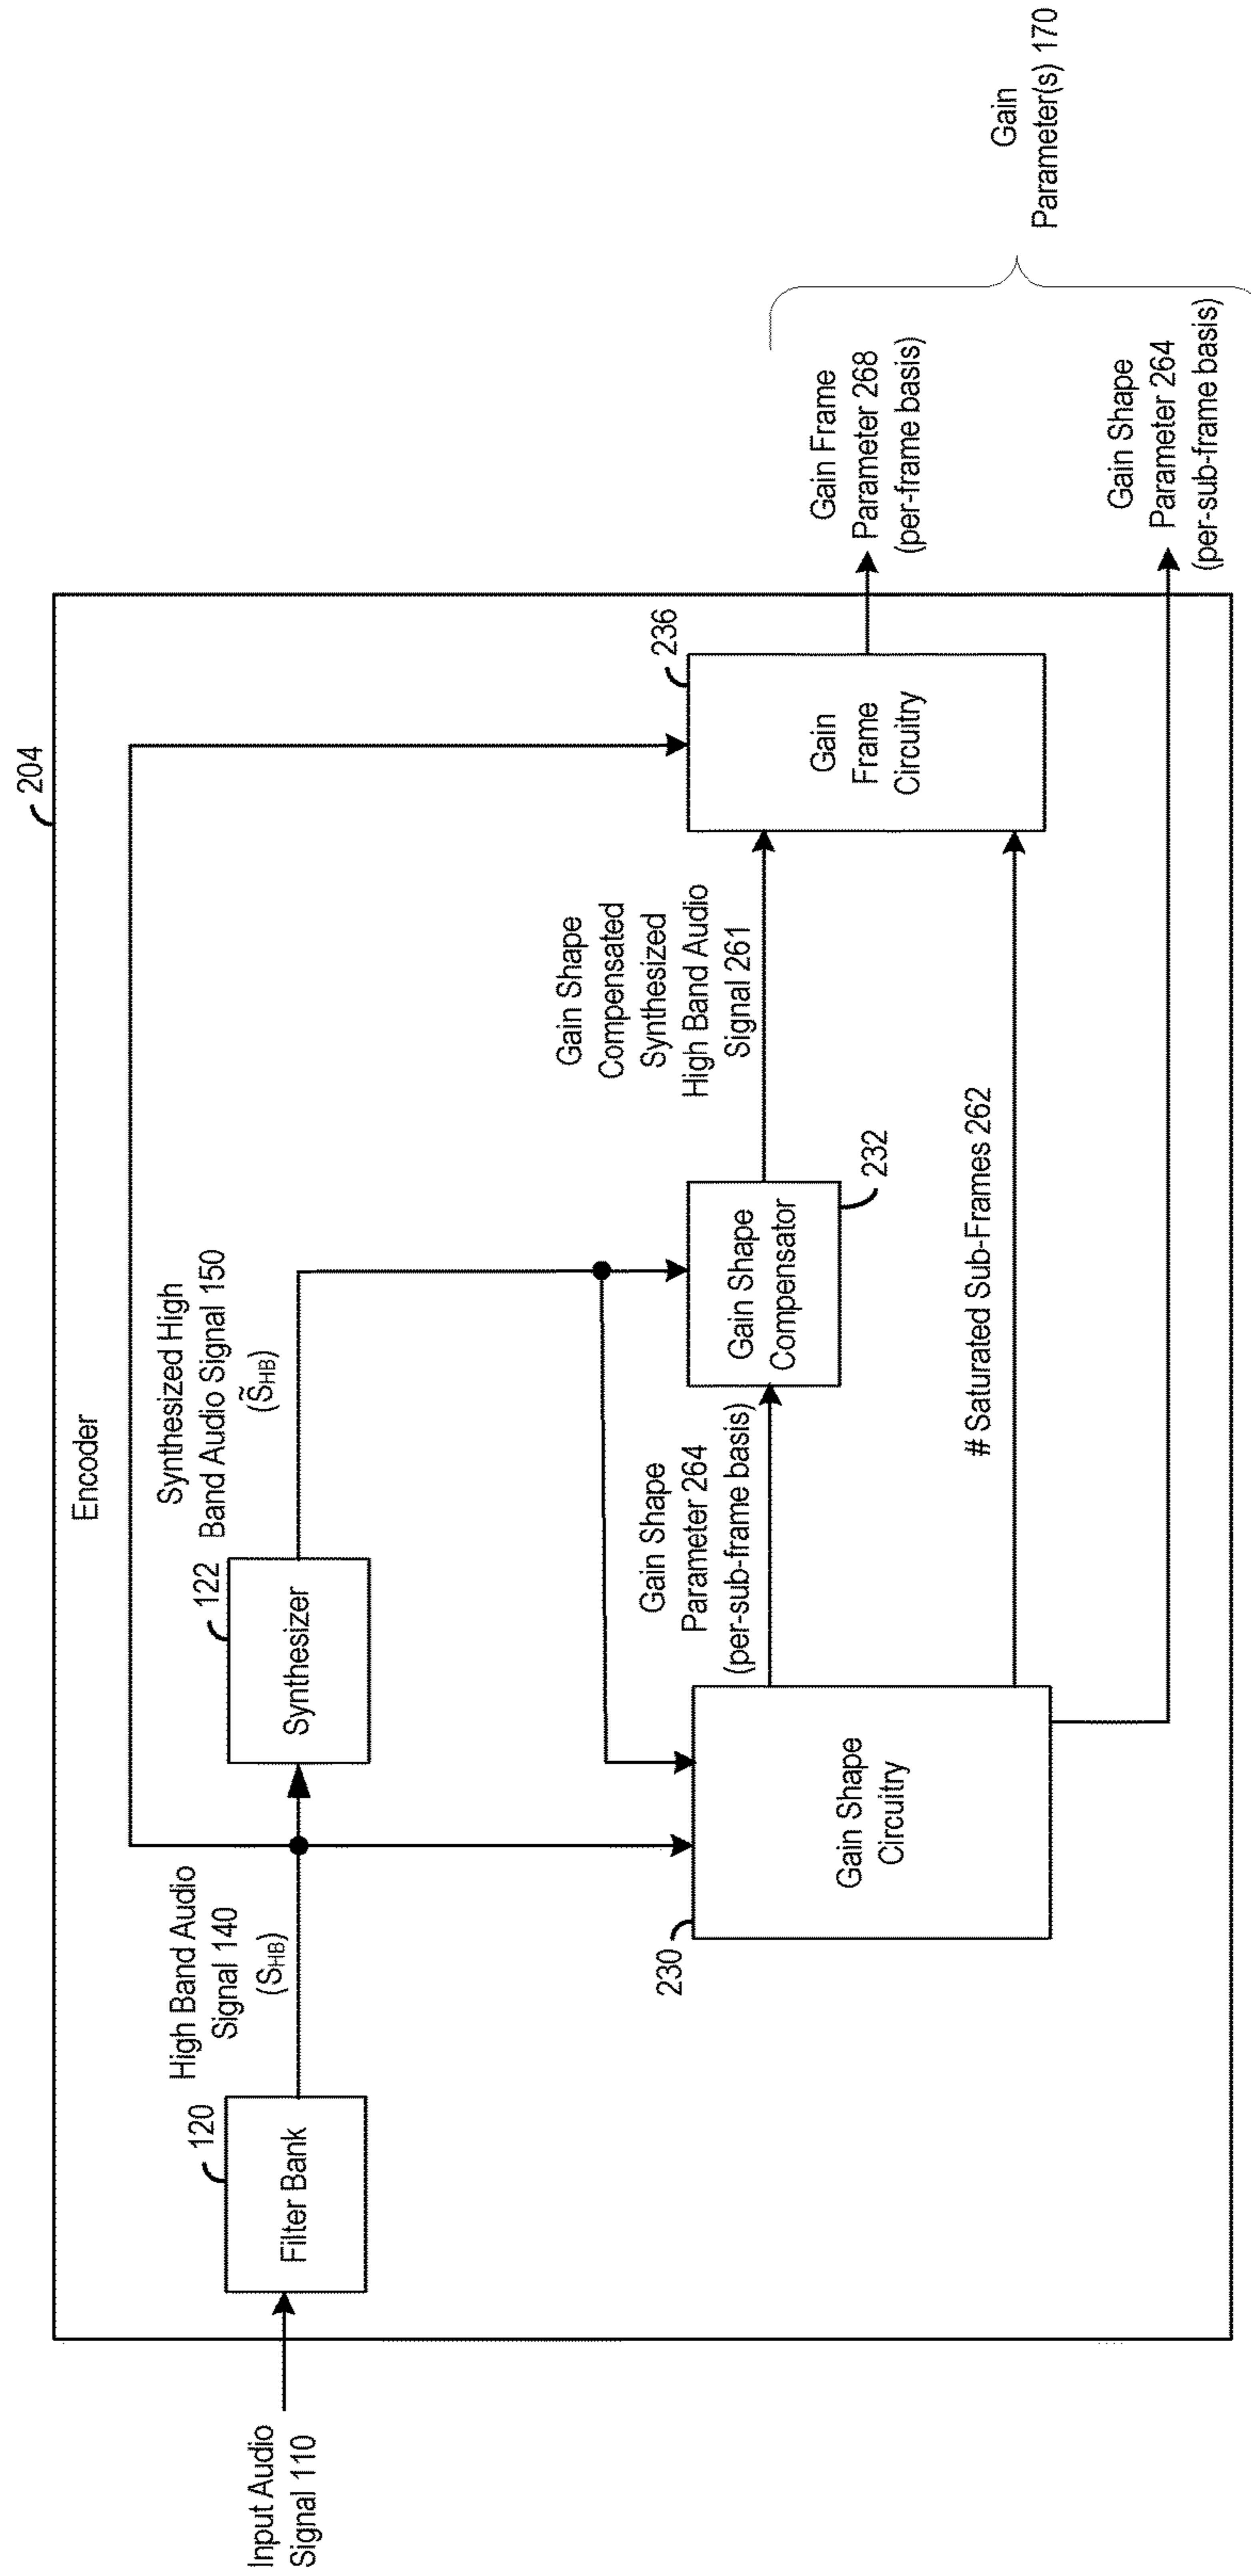 204
Encoder
Input Audio
Signal 110
120
Filter Bank
High Band Audio
Signal 140
(S_HB)
122
Synthesizer
Synthesized High
Band Audio Signal 150
(S̃_HB)
230
Gain Shape
Circuitry
Gain Shape
Parameter 264
(per-sub-frame basis)
Gain Shape
Compensator
232
Gain Shape
Compensated
Synthesized
High Band Audio
Signal 261
# Saturated Sub-Frames 262
236
Gain
Frame
Circuitry
Gain Frame
Parameter 268
(per-frame basis)
Gain Shape
Parameter 264
(per-sub-frame basis)
Gain
Parameter(s) 170